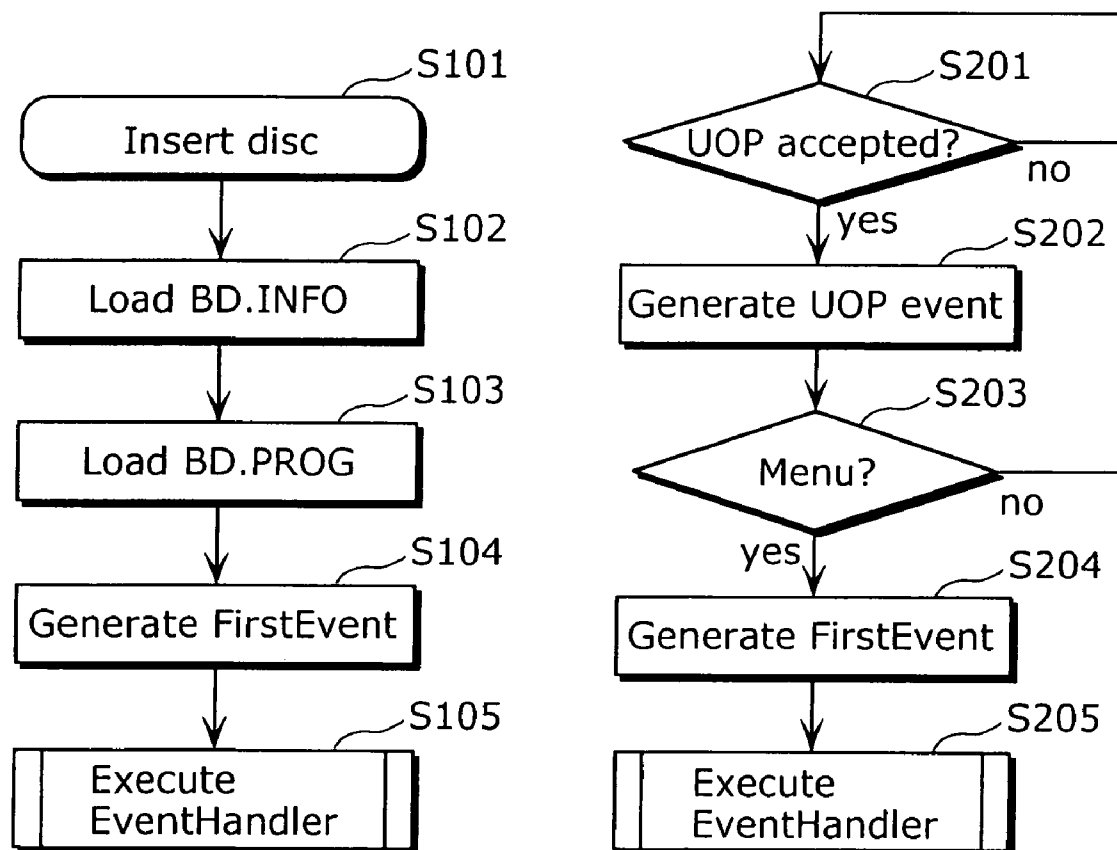 S101
Insert disc
S102
Load BD.INFO
S103
Load BD.PROG
S104
Generate FirstEvent
S105
Execute
EventHandler
S201
UOP accepted?
no
yes
S202
Generate UOP event
S203
Menu?
no
yes
S204
Generate FirstEvent
S205
Execute
EventHandler